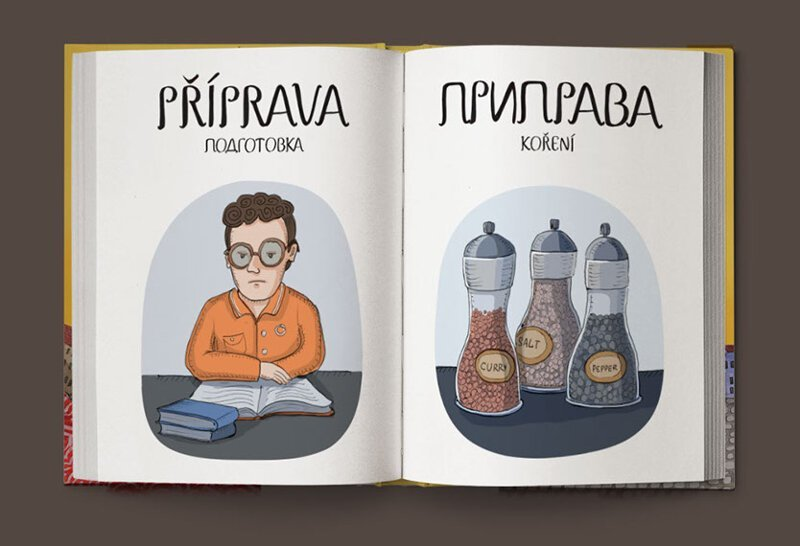 PŘÍPRAVA
ПОДГОТОВКА
ПРИПРАВА
KOŘENÍ
CURRY
SALT
PEPPER